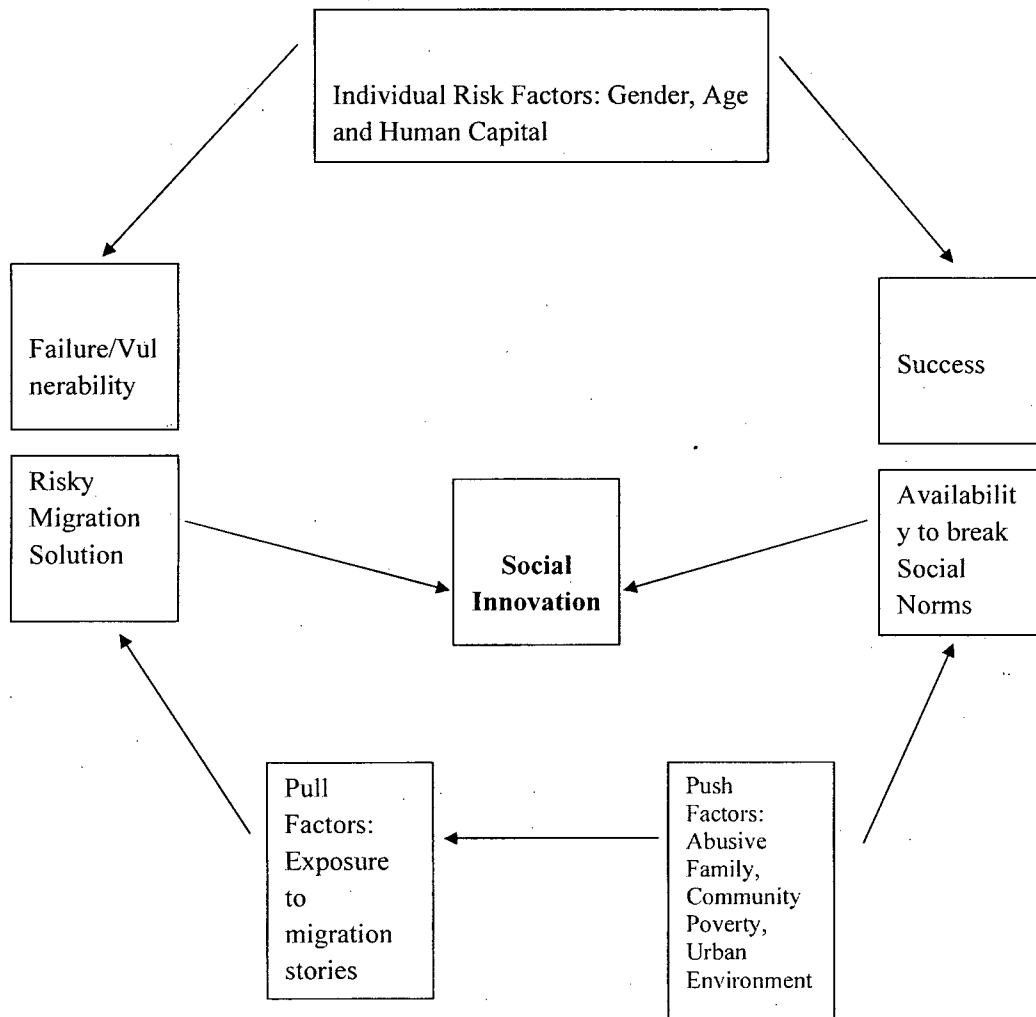 Individual Risk Factors: Gender, Age
and Human Capital
Failure/Vul
nerability
Success
Risky
Migration
Solution
Social
Innovation
Availabilit
y to break
Social
Norms
Pull
Factors:
Exposure
to
migration
stories
Push
Factors:
Abusive
Family,
Community
Poverty,
Urban
Environment